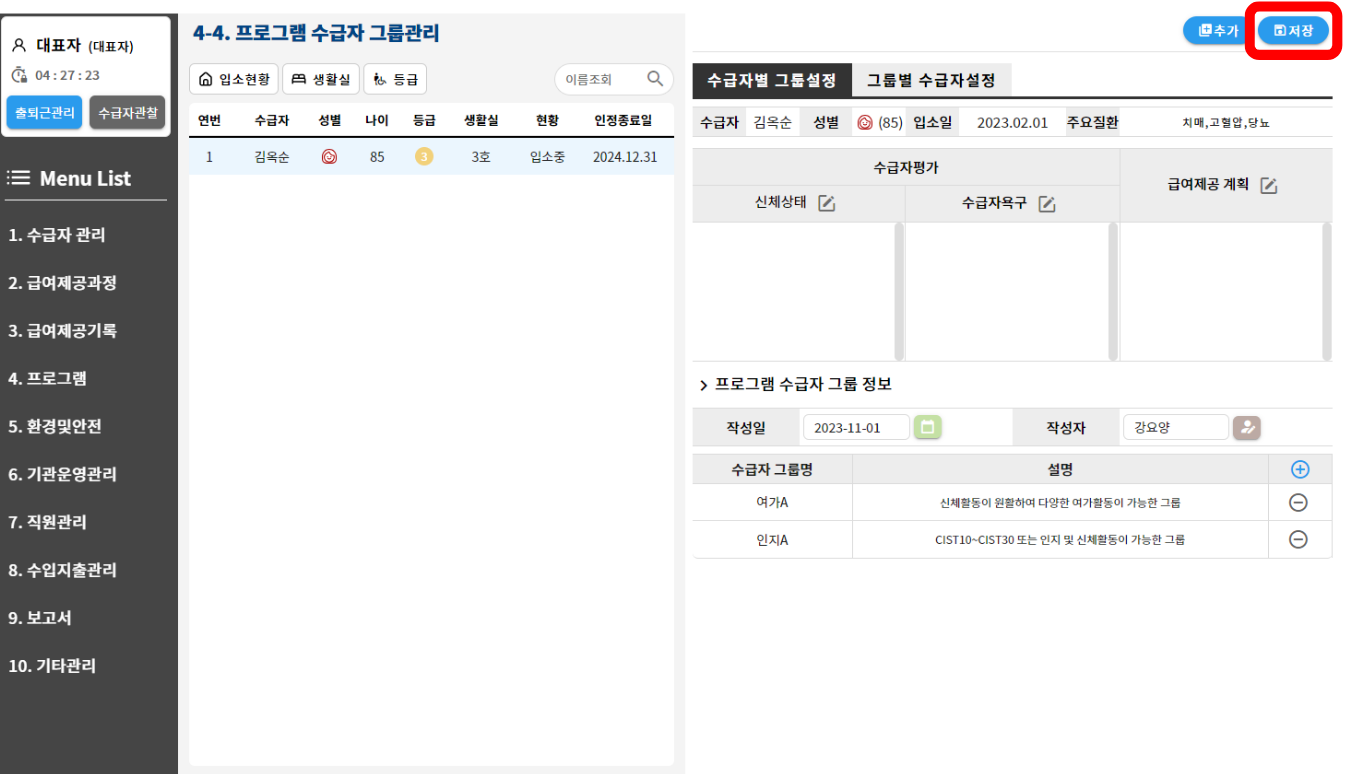 대표자 (대표자)
04 : 27 : 23
출퇴근관리 수급자관찰
Menu List
1. 수급자 관리
2. 급여제공과정
3. 급여제공기록
4. 프로그램
5. 환경및안전
6. 기관운영관리
7. 직원관리
8. 수입지출관리
9. 보고서
10. 기타관리
4-4. 프로그램 수급자 그룹관리
입소현황 생활실 등급 이름조회
연번 수급자 성별 나이 등급 생활실 현황 인정종료일
1 김옥순 85 3 3호 입소중 2024.12.31
추가 저장
수급자별 그룹설정 그룹별 수급자설정
수급자 김옥순 성별 (85) 입소일 2023.02.01 주요질환 치매,고혈압,당뇨
수급자평가 급여제공 계획
신체상태 수급자욕구
프로그램 수급자 그룹 정보
작성일 2023-11-01 작성자 강요양
수급자 그룹명 설명
여가A 신체활동이 원활하여 다양한 여가활동이 가능한 그룹
인지A CIST10~CIST30 또는 인지 및 신체활동이 가능한 그룹